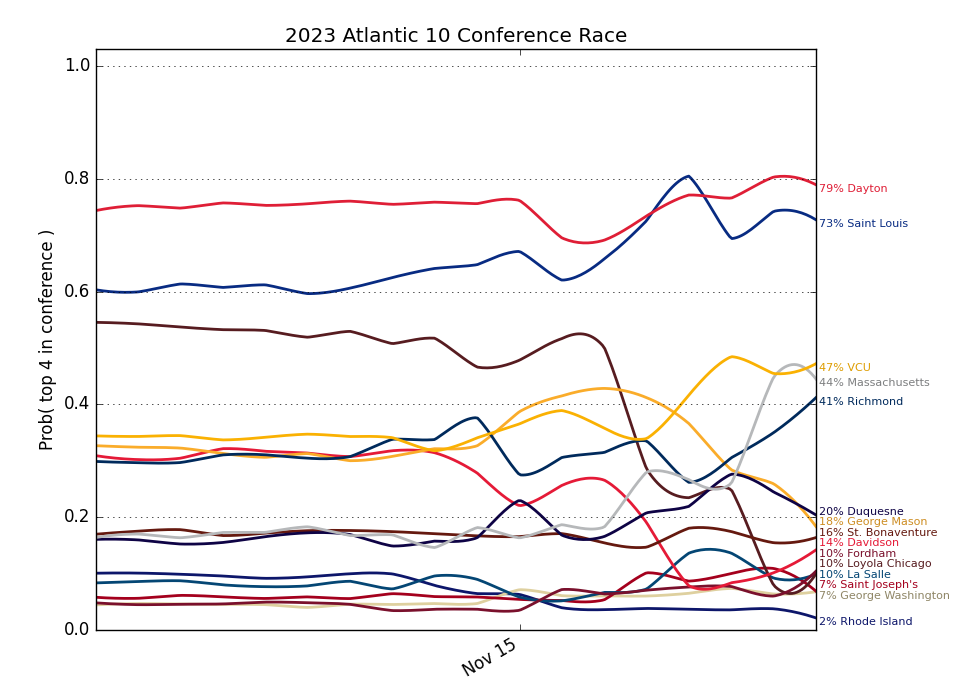 2023 Atlantic 10 Conference Race
Prob( top 4 in conference )
1.0
0.8
0.6
0.4
0.2
0.0
Nov 15
79% Dayton
73% Saint Louis
47% VCU
44% Massachusetts
41% Richmond
20% Duquesne
18% George Mason
16% St. Bonaventure
14% Davidson
10% Fordham
10% Loyola Chicago
10% La Salle
7% Saint Joseph's
7% George Washington
2% Rhode Island